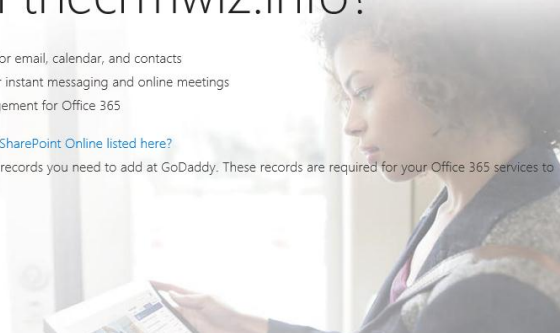 thecrmwiz.info?
or email, calendar, and contacts
instant messaging and online meetings
gement for Office 365
SharePoint Online listed here?
records you need to add at GoDaddy. These records are required for your Office 365 services to